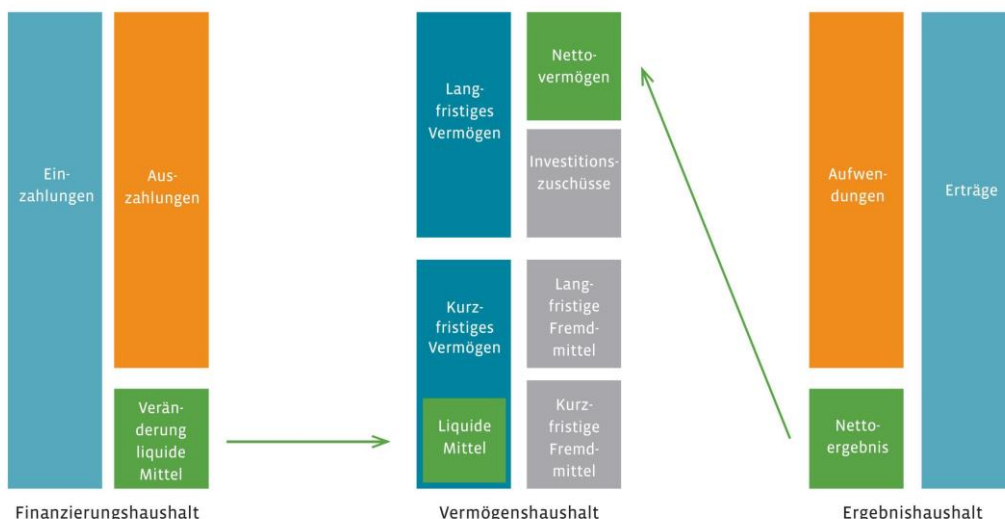 Ein-
zahlungen
Aus-
zahlungen
Verän-
derung
liquide
Mittel
Finanzierungshaushalt
Lang-
fristiges
Vermögen
Kurz-
fristiges
Vermögen
Liquide
Mittel
Netto-
vermögen
Investitions-
zuschüsse
Lang-
fristige
Fremd-
mittel
Kurz-
fristige
Fremd-
mittel
Vermögenshaushalt
Aufwen-
dungen
Netto-
ergebnis
Erträge
Ergebnishaushalt